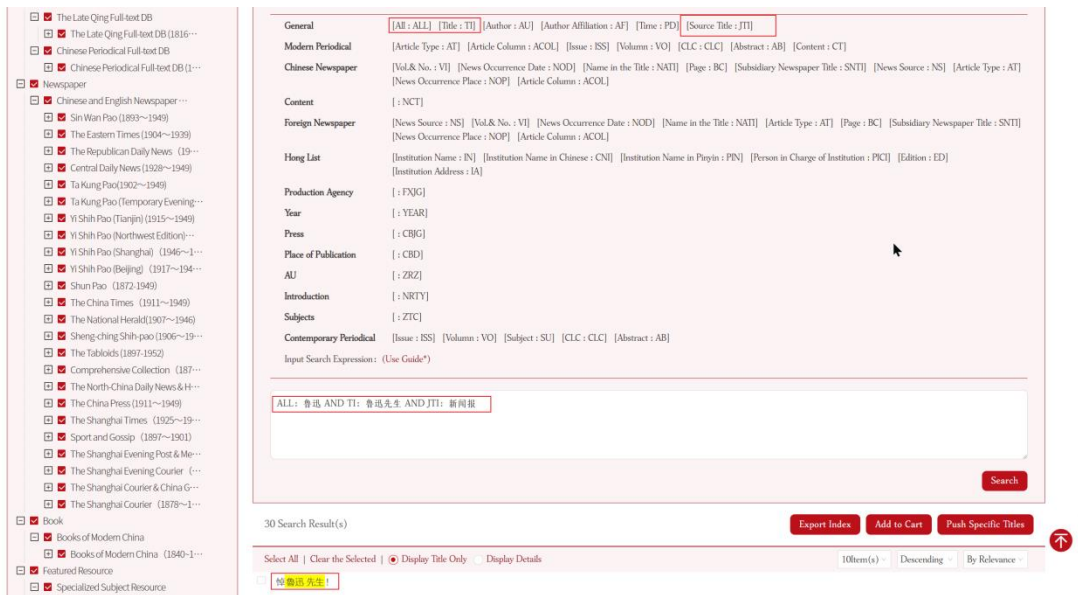 The Late Qing Full-text DB
The Late Qing Full-text DB (1816···
Chinese Periodical Full-text DB
Chinese Periodical Full-text DB (1···
Newspaper
Chinese and English Newspaper ···
Sin Wan Pao (1893～1949)
The Eastern Times (1904～1939)
The Republican Daily News（19···
Central Daily News (1928～1949)
Ta Kung Pao(1902～1949)
Ta Kung Pao (Temporary Evening···
Yi Shih Pao (Tianjin) (1915～1949)
Yi Shih Pao (Northwest Edition)···
Yi Shih Pao (Shanghai)（1946～1···
Yi Shih Pao (Beijing)（1917～194···
Shun Pao（1872-1949)
The China Times（1911～1949)
The National Herald(1907～1946)
Sheng-ching Shih-pao (1906～19···
The Tabloids (1897-1952)
Comprehensive Collection（187···
The North-China Daily News & H···
The China Press (1911～1949)
The Shanghai Times（1925～19···
Sport and Gossip（1897～1901)
The Shanghai Evening Post & Me···
The Shanghai Evening Courier（···
The Shanghai Courier & China G···
The Shanghai Courier（1878～1···
Book
Books of Modern China
Books of Modern China（1840-1···
Featured Resource
Specialized Subject Resource
General [All : ALL] [Title : TI] [Author : AU] [Author Affiliation : AF] [Time : PD] [Source Title : JTI]
Modern Periodical [Article Type : AT] [Article Column : ACOL] [Issue : ISS] [Volumn : VO] [CLC : CLC] [Abstract : AB] [Content : CT]
Chinese Newspaper [Vol.& No. : VI] [News Occurrence Date : NOD] [Name in the Title : NATI] [Page : BC] [Subsidiary Newspaper Title : SNTI] [News Source : NS] [Article Type : AT]
[News Occurrence Place : NOP] [Article Column : ACOL]
Content [ : NCT]
Foreign Newspaper [News Source : NS] [Vol.& No. : VI] [News Occurrence Date : NOD] [Name in the Title : NATI] [Article Type : AT] [Page : BC] [Subsidiary Newspaper Title : SNTI]
[News Occurrence Place : NOP] [Article Column : ACOL]
Hong List [Institution Name : IN] [Institution Name in Chinese : CNI] [Institution Name in Pinyin : PIN] [Person in Charge of Institution : PICI] [Edition : ED]
[Institution Address : IA]
Production Agency [ : FXJG]
Year [ : YEAR]
Press [ : CBJG]
Place of Publication [ : CBD]
AU [ : ZRZ]
Introduction [ : NRTY]
Subjects [ : ZTC]
Contemporary Periodical [Issue : ISS] [Volumn : VO] [Subject : SU] [CLC : CLC] [Abstract : AB]
Input Search Expression：(Use Guide*)
ALL：鲁迅 AND TI：鲁迅先生 AND JTI：新闻报
Search
30 Search Result(s)
Export Index Add to Cart Push Specific Titles
Select All | Clear the Selected | Display Title Only Display Details 10Item(s) Descending By Relevance
悼魯迅 先生！